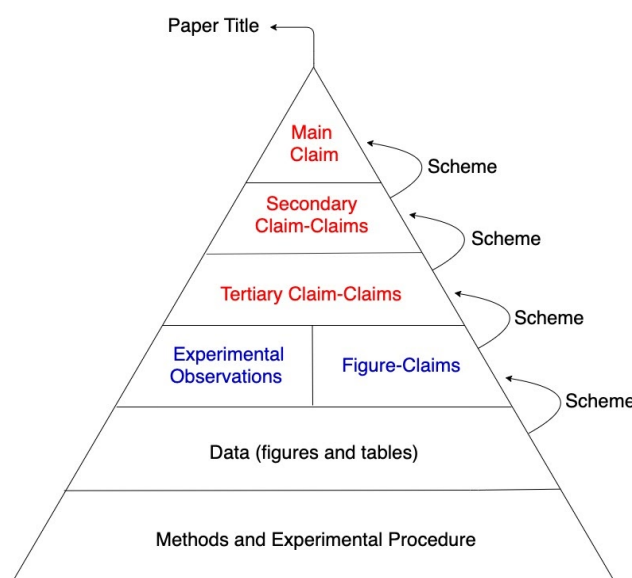 Paper Title
Main
Claim
Scheme
Secondary
Claim-Claims
Scheme
Tertiary Claim-Claims
Scheme
Experimental
Observations
Figure-Claims
Scheme
Data (figures and tables)
Methods and Experimental Procedure